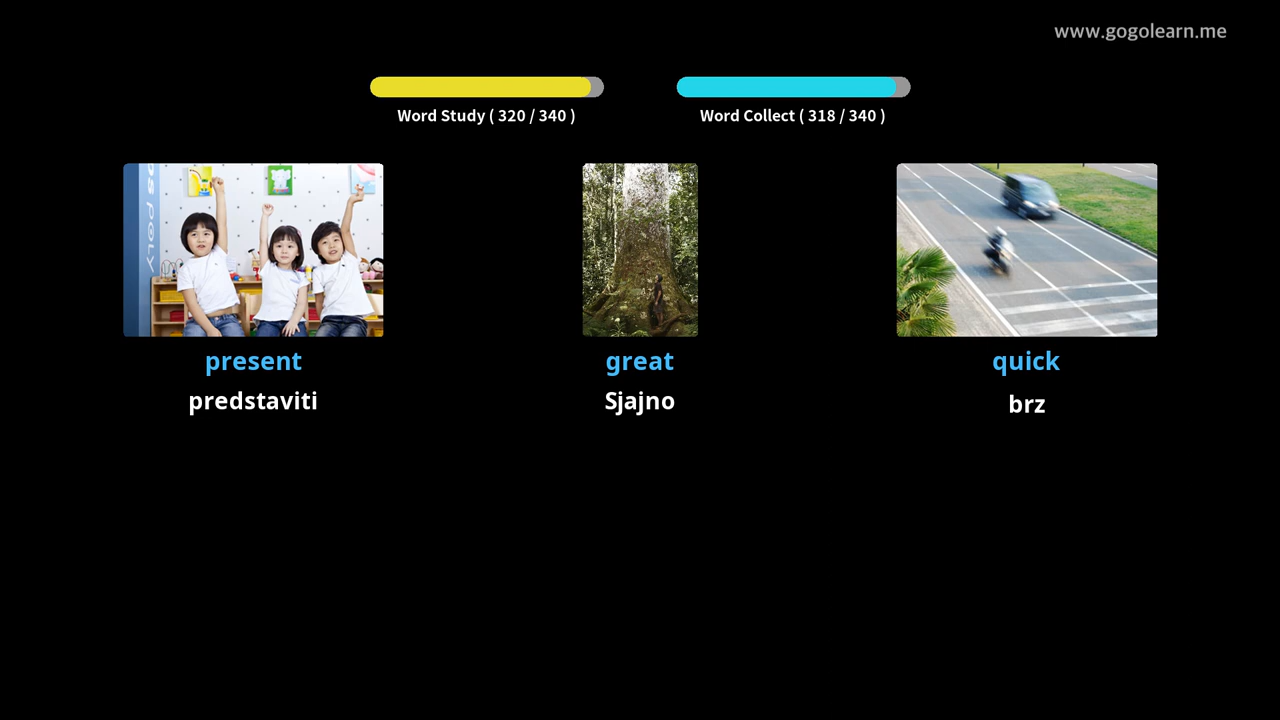 www.gogolearn.me
Word Study ( 320 / 340 )
Word Collect ( 318 / 340 )
present
great
quick
predstaviti
Sjajno
brz